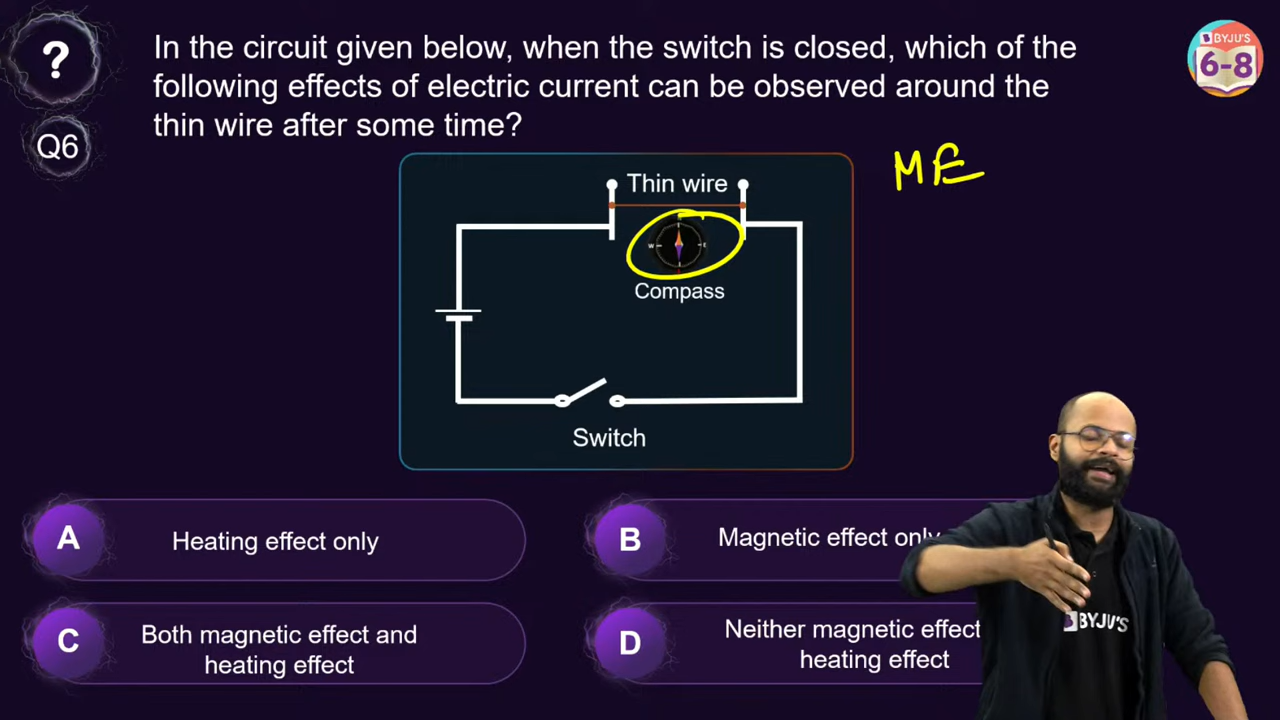 ?
In the circuit given below, when the switch is closed, which of the
following effects of electric current can be observed around the
thin wire after some time?
BYJU'S
6-8
Q6
ME
Thin wire
W
E
Compass
Switch
A
Heating effect only
B
Magnetic effect only
C
Both magnetic effect and
heating effect
D
Neither magnetic effect
heating effect
BYJU'S